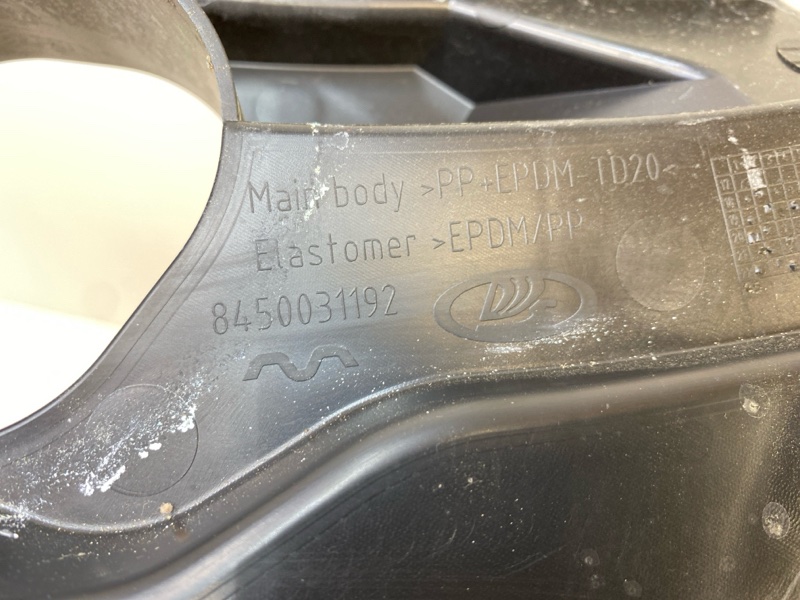 Main body >PP+EPDM-TD20<
Elastomer >EPDM/PP
8450031192